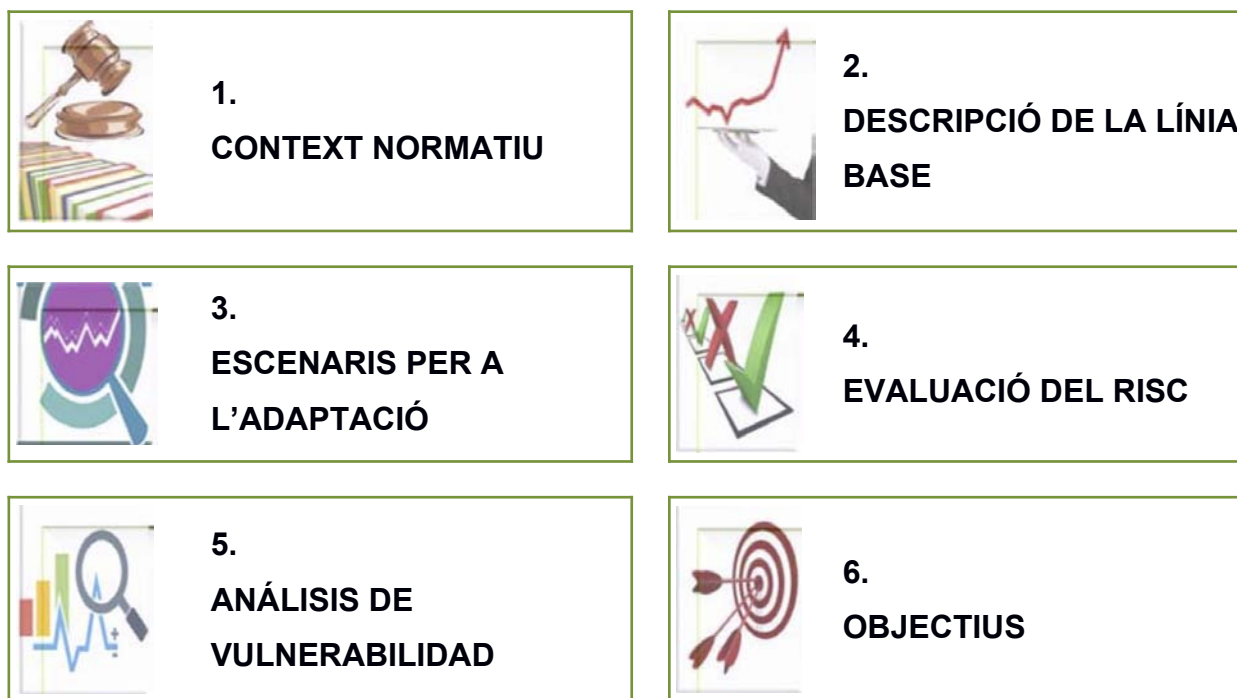 1.
CONTEXT NORMATIU
2.
DESCRIPCIÓ DE LA LÍNIA
BASE
3.
ESCENARIS PER A
L’ADAPTACIÓ
4.
EVALUACIÓ DEL RISC
5.
ANÁLISIS DE
VULNERABILIDAD
6.
OBJECTIUS